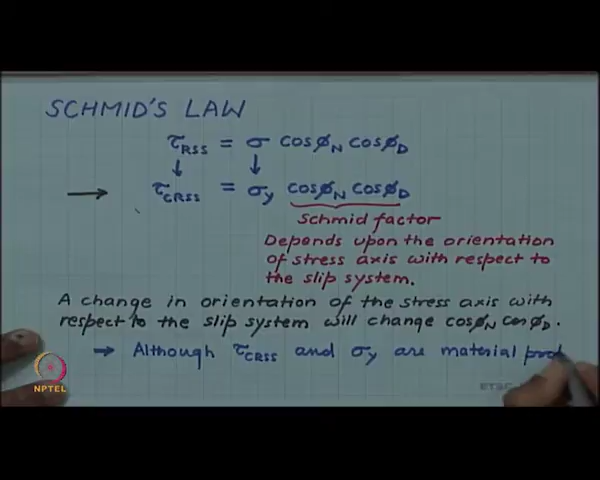 SCHMID'S LAW
τRSS = σ cosϕN cosϕD
↓ ↓
→ τCRSS = σy cosϕN cosϕD
Schmid factor
Depends upon the orientation
of stress axis with respect to
the slip system.
A change in orientation of the stress axis with
respect to the slip system will change cosϕN cosϕD.
→ Although τCRSS and σy are material
NPTEL